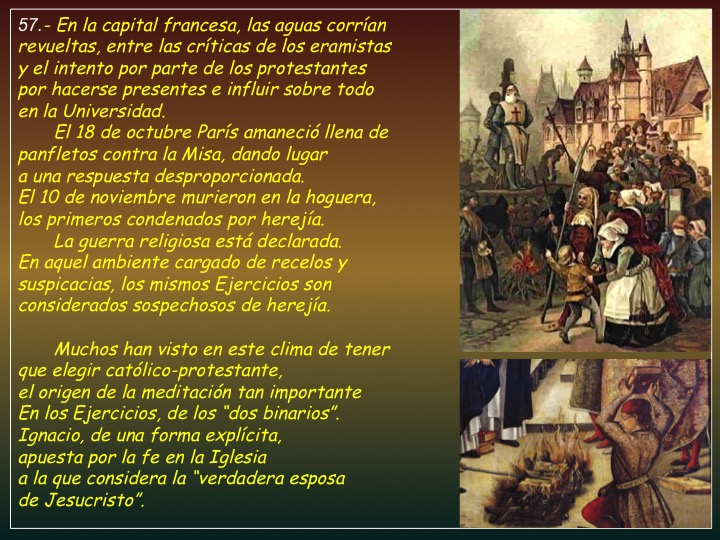 57.- En la capital francesa, las aguas corrían
revueltas, entre las críticas de los eramistas
y el intento por parte de los protestantes
por hacerse presentes e influir sobre todo
en la Universidad.
El 18 de octubre París amaneció llena de
panfletos contra la Misa, dando lugar
a una respuesta desproporcionada.
El 10 de noviembre murieron en la hoguera,
los primeros condenados por herejía.
La guerra religiosa está declarada.
En aquel ambiente cargado de recelos y
suspicacias, los mismos Ejercicios son
considerados sospechosos de herejía.
Muchos han visto en este clima de tener
que elegir católico-protestante,
el origen de la meditación tan importante
En los Ejercicios, de los “dos binarios”.
Ignacio, de una forma explícita,
apuesta por la fe en la Iglesia
a la que considera la “verdadera esposa
de Jesucristo”.